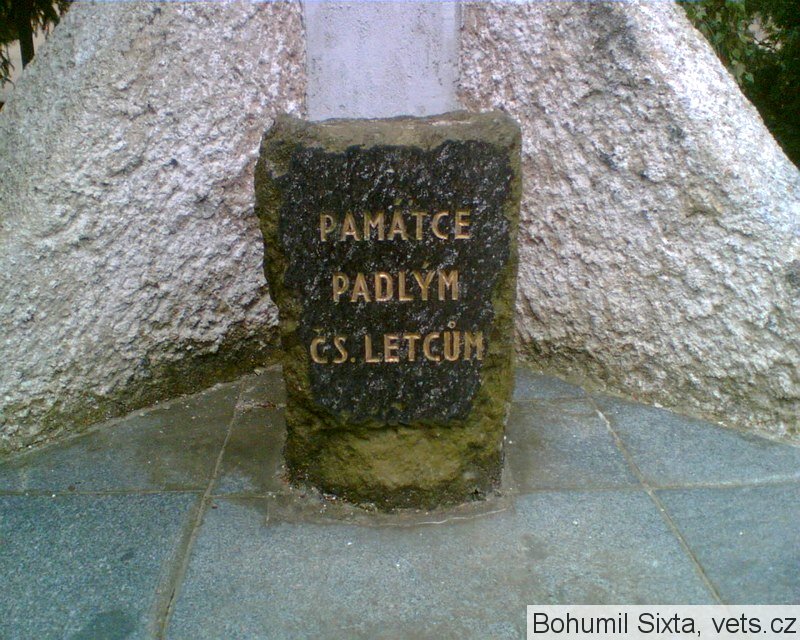 PAMÁTCE
PADLÝM
ČS. LETCŮM
Bohumil Sixta, vets.cz